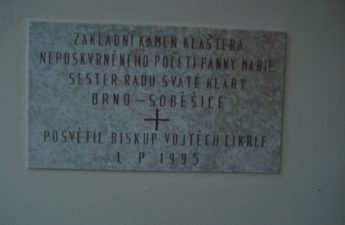 ZÁKLADNÍ KÁMEN KLÁŠTERA
NEPOSKVRNĚNÉHO POČETÍ PANNY MARIE
SESTER ŘÁDU SVATÉ KLÁRY
BRNO – SOBĚŠICE
POSVĚTIL BISKUP VOJTĚCH CIKRLE
L. P. 1995